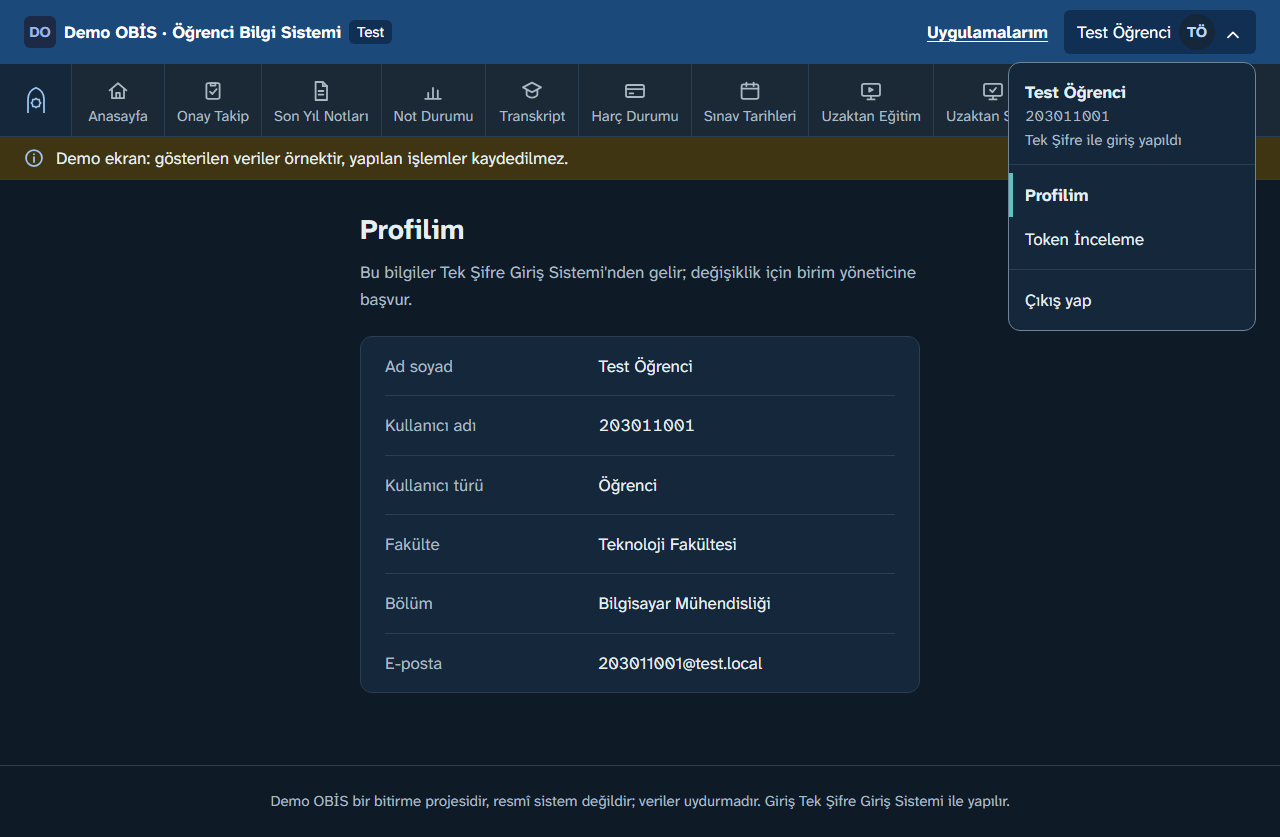 DO Demo OBİS · Öğrenci Bilgi Sistemi Test
Uygulamalarım
Test Öğrenci TÖ
Anasayfa
Onay Takip
Son Yıl Notları
Not Durumu
Transkript
Harç Durumu
Sınav Tarihleri
Uzaktan Eğitim
Uzaktan S
Test Öğrenci
203011001
Tek Şifre ile giriş yapıldı
Profilim
Token İnceleme
Çıkış yap
Demo ekran: gösterilen veriler örnektir, yapılan işlemler kaydedilmez.
Profilim
Bu bilgiler Tek Şifre Giriş Sistemi'nden gelir; değişiklik için birim yöneticine
başvur.
Ad soyad Test Öğrenci
Kullanıcı adı 203011001
Kullanıcı türü Öğrenci
Fakülte Teknoloji Fakültesi
Bölüm Bilgisayar Mühendisliği
E-posta 203011001@test.local
Demo OBİS bir bitirme projesidir, resmî sistem değildir; veriler uydurmadır. Giriş Tek Şifre Giriş Sistemi ile yapılır.